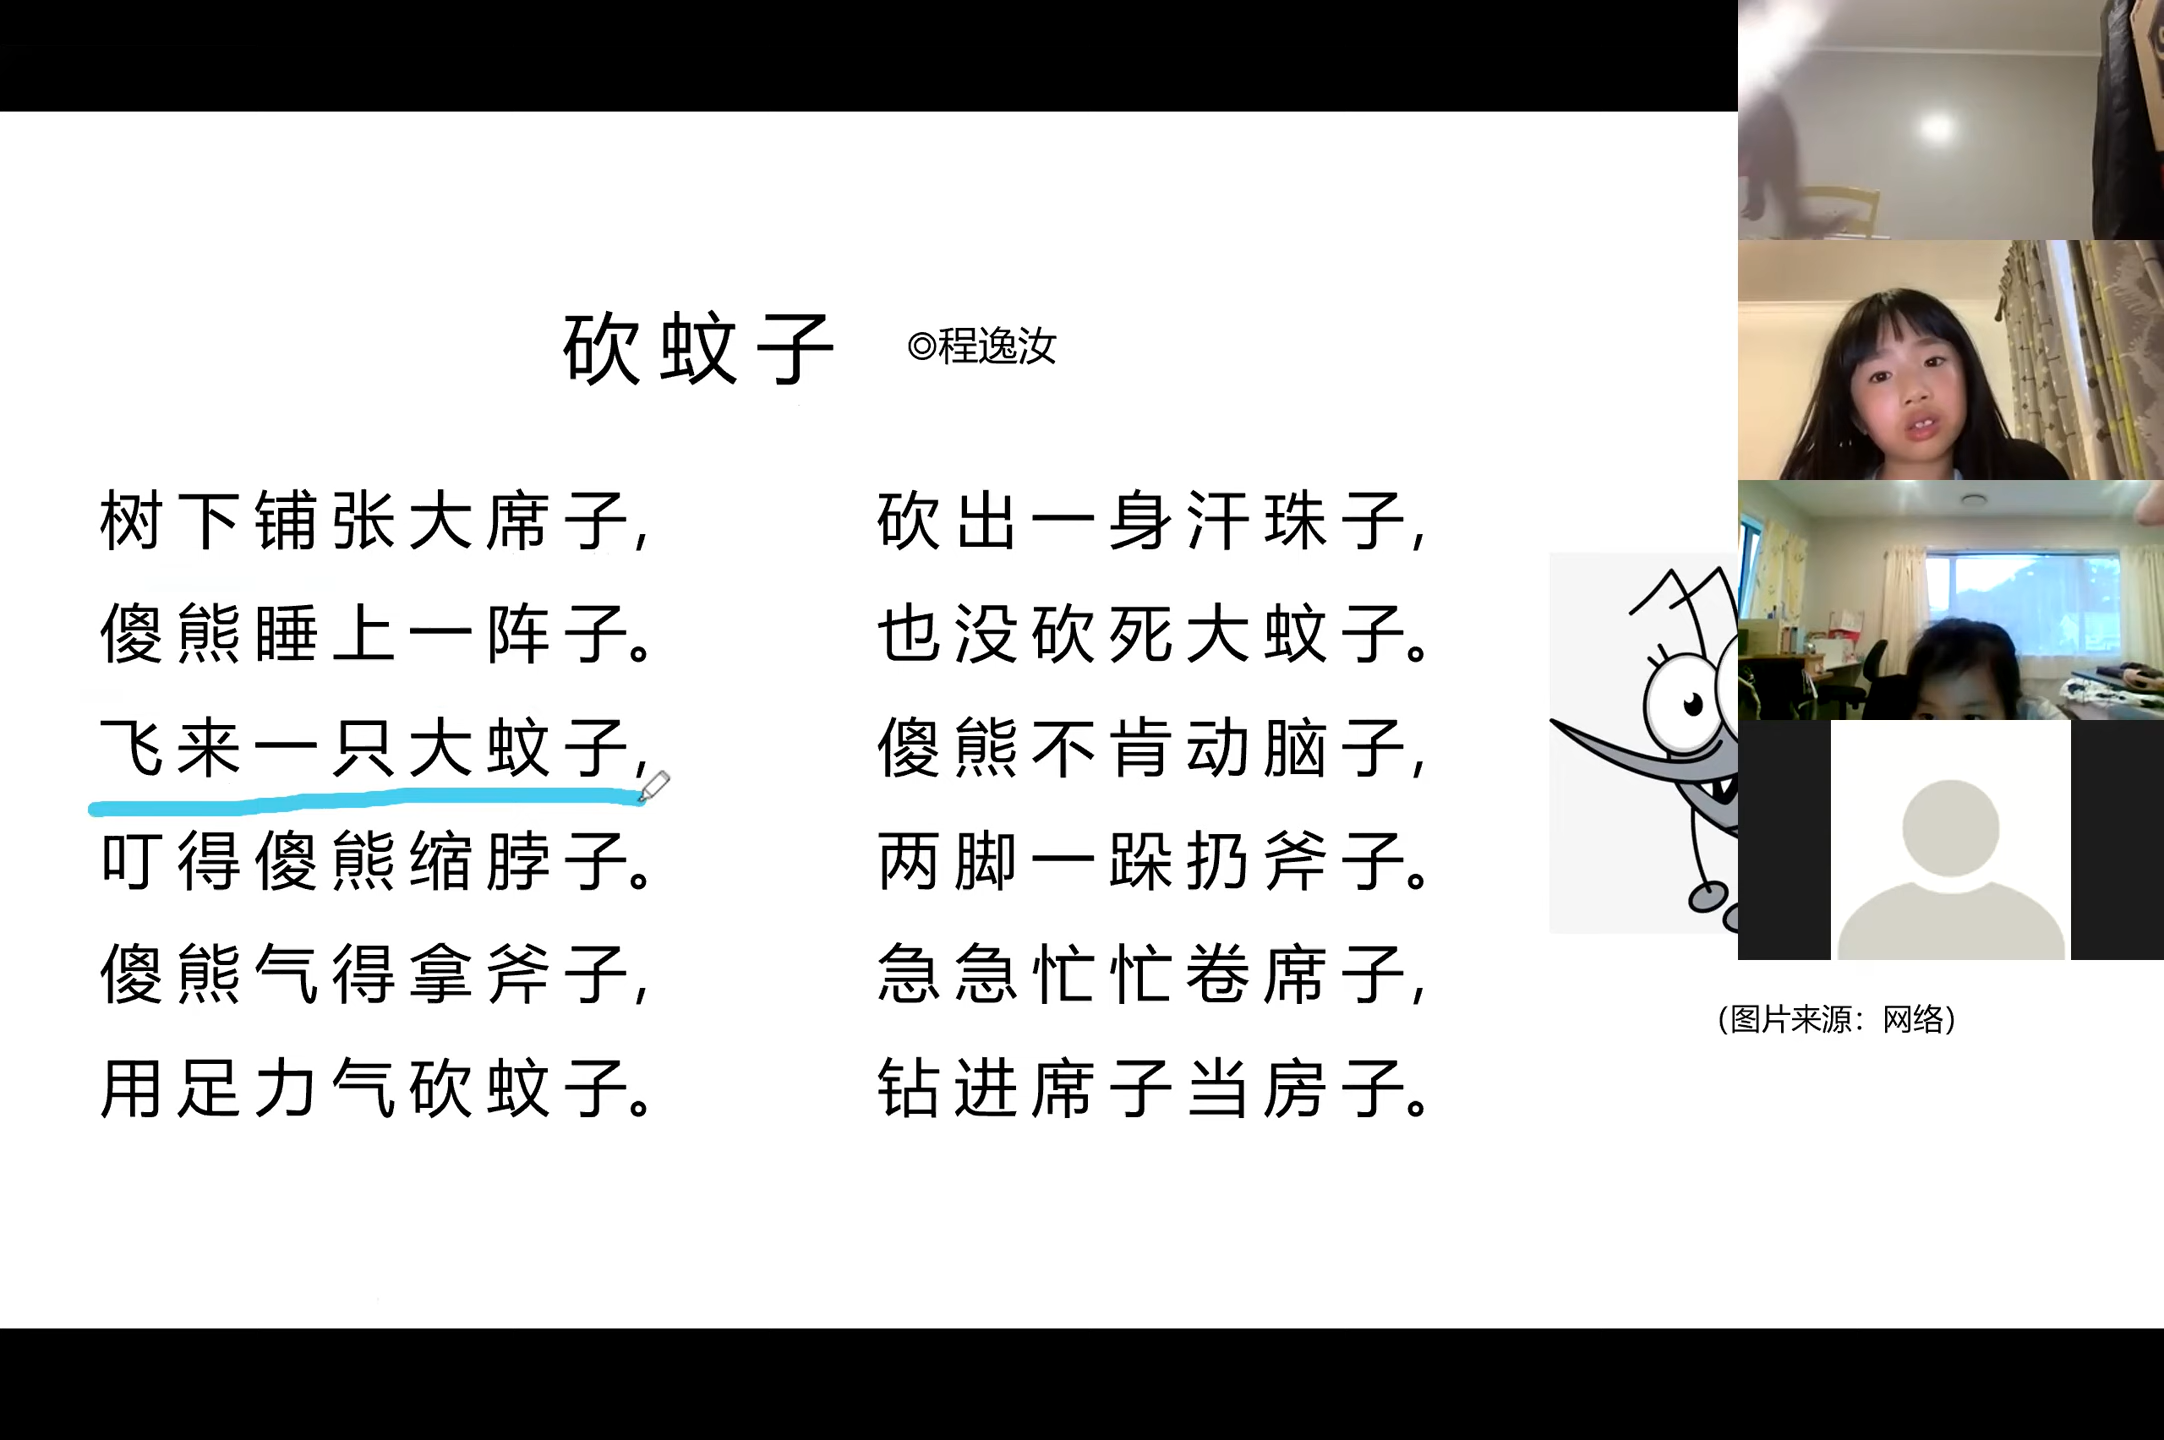 砍蚊子 ◎程逸汝
树下铺张大席子,
傻熊睡上一阵子。
飞来一只大蚊子,
叮得傻熊缩脖子。
傻熊气得拿斧子,
用足力气砍蚊子。
砍出一身汗珠子,
也没砍死大蚊子。
傻熊不肯动脑子,
两脚一跺扔斧子。
急急忙忙卷席子,
钻进席子当房子。
（图片来源：网络）